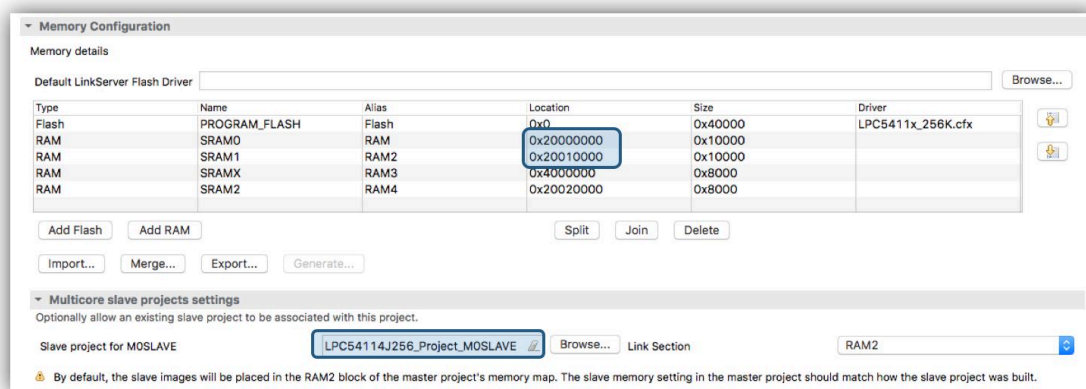 Memory Configuration
Memory details
Default LinkServer Flash Driver Browse...
Type Name Alias Location Size Driver
Flash PROGRAM_FLASH Flash 0x0 0x40000 LPC5411x_256K.cfx
RAM SRAM0 RAM 0x20000000 0x10000
RAM SRAM1 RAM2 0x20010000 0x10000
RAM SRAMX RAM3 0x4000000 0x8000
RAM SRAM2 RAM4 0x20020000 0x8000
Add Flash Add RAM Split Join Delete
Import... Merge... Export... Generate...
Multicore slave projects settings
Optionally allow an existing slave project to be associated with this project.
Slave project for M0SLAVE LPC54114J256_Project_M0SLAVE Browse... Link Section RAM2
By default, the slave images will be placed in the RAM2 block of the master project's memory map. The slave memory setting in the master project should match how the slave project was built.